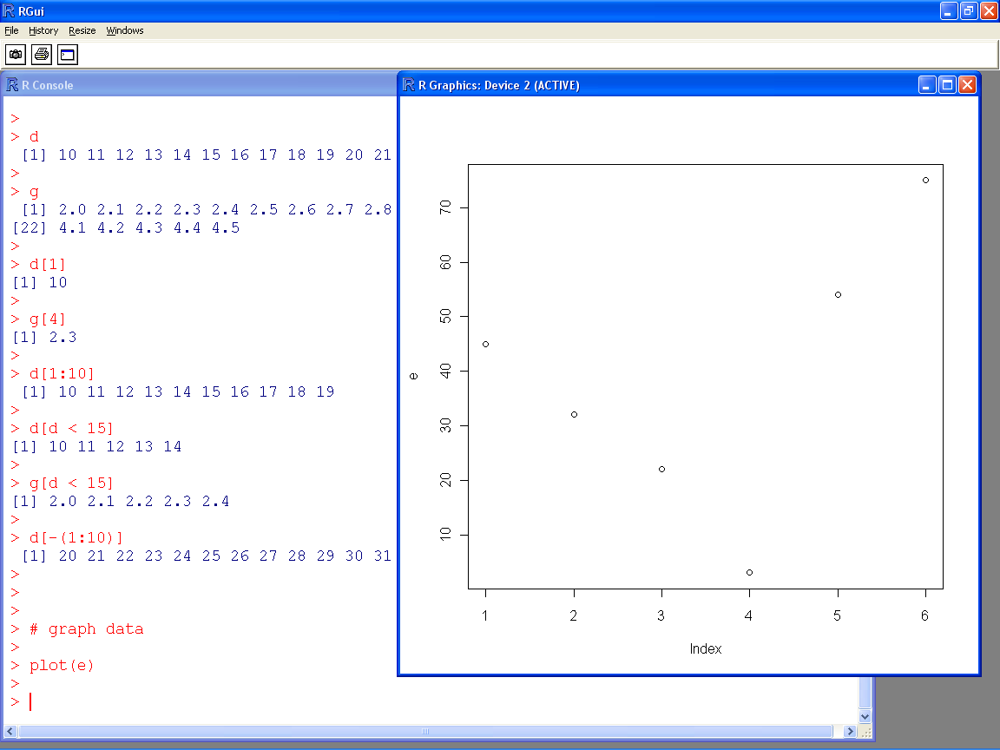 RGui
File History Resize Windows
R Console
>
> d
[1] 10 11 12 13 14 15 16 17 18 19 20 21
>
> g
[1] 2.0 2.1 2.2 2.3 2.4 2.5 2.6 2.7 2.8
[22] 4.1 4.2 4.3 4.4 4.5
>
> d[1]
[1] 10
>
> g[4]
[1] 2.3
>
> d[1:10]
[1] 10 11 12 13 14 15 16 17 18 19
>
> d[d < 15]
[1] 10 11 12 13 14
>
> g[d < 15]
[1] 2.0 2.1 2.2 2.3 2.4
>
> d[-(1:10)]
[1] 20 21 22 23 24 25 26 27 28 29 30 31
>
>
>
> # graph data
>
> plot(e)
>
>
R Graphics: Device 2 (ACTIVE)
70
60
50
40
30
20
10
e
1 2 3 4 5 6
Index